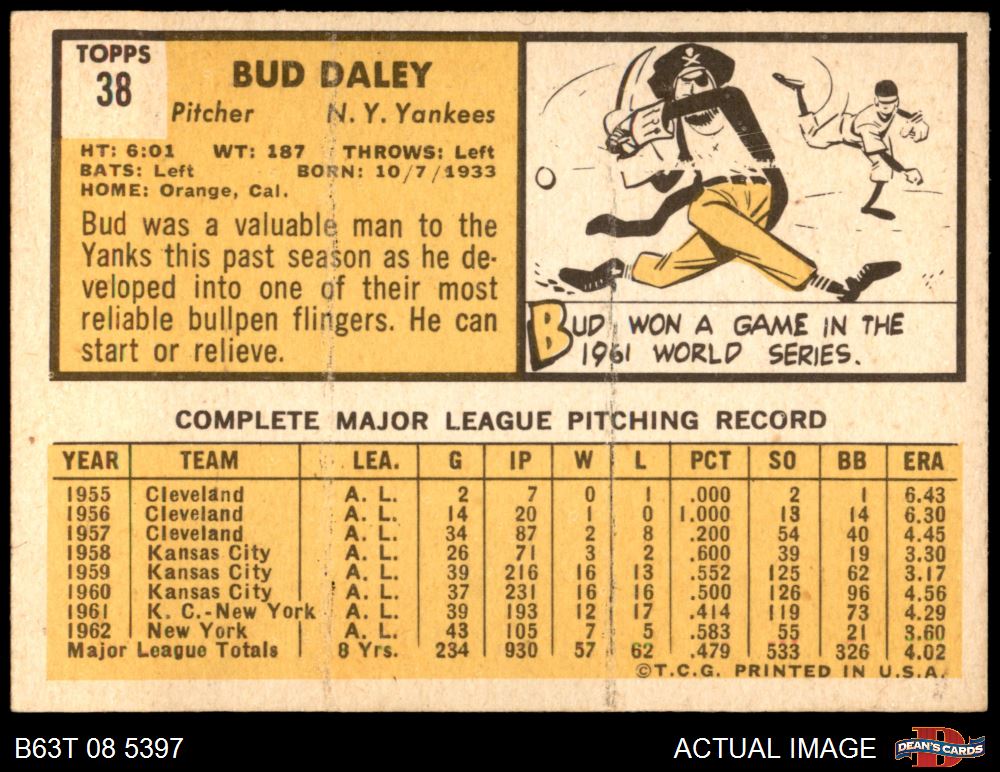 TOPPS
38
BUD DALEY
Pitcher N. Y. Yankees
HT: 6:01 WT: 187 THROWS: Left
BATS: Left BORN: 10/7/1933
HOME: Orange, Cal.
Bud was a valuable man to the
Yanks this past season as he de-
veloped into one of their most
reliable bullpen flingers. He can
start or relieve.
BUD WON A GAME IN THE
1961 WORLD SERIES.
COMPLETE MAJOR LEAGUE PITCHING RECORD
YEAR TEAM LEA. G IP W L PCT SO BB ERA
1955 Cleveland A. L. 2 7 0 1 .000 2 1 6.43
1956 Cleveland A. L. 14 20 1 0 1.000 13 14 6.30
1957 Cleveland A. L. 34 87 2 8 .200 54 40 4.45
1958 Kansas City A. L. 26 71 3 2 .600 39 19 3.30
1959 Kansas City A. L. 39 216 16 13 .552 125 62 3.17
1960 Kansas City A. L. 37 231 16 16 .500 126 96 4.56
1961 K. C.-New York A. L. 39 193 12 17 .414 119 73 4.29
1962 New York A. L. 43 105 7 5 .583 55 21 3.60
Major League Totals 8 Yrs. 234 930 57 62 .479 533 326 4.02
©T.C.G. PRINTED IN U.S.A.
B63T 08 5397 ACTUAL IMAGE D DEAN'S CARDS